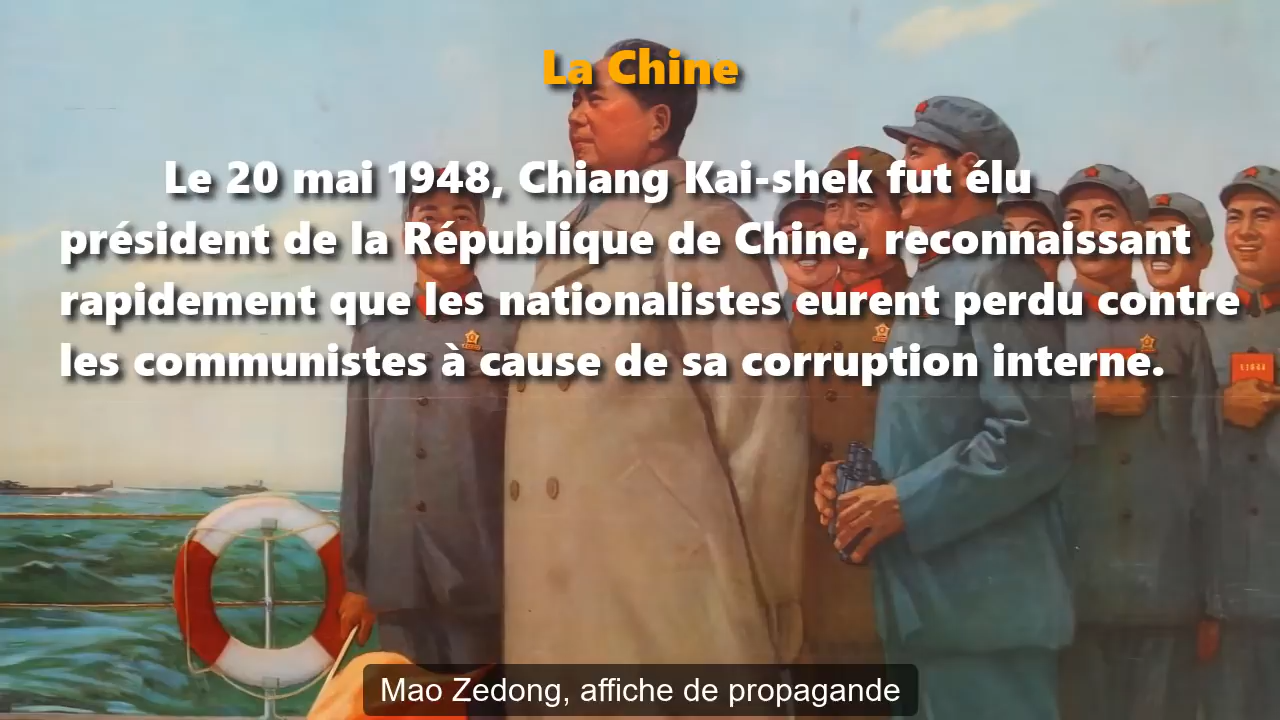 La Chine
Le 20 mai 1948, Chiang Kai-shek fut élu
président de la République de Chine, reconnaissant
rapidement que les nationalistes eurent perdu contre
les communistes à cause de sa corruption interne.
Mao Zedong, affiche de propagande